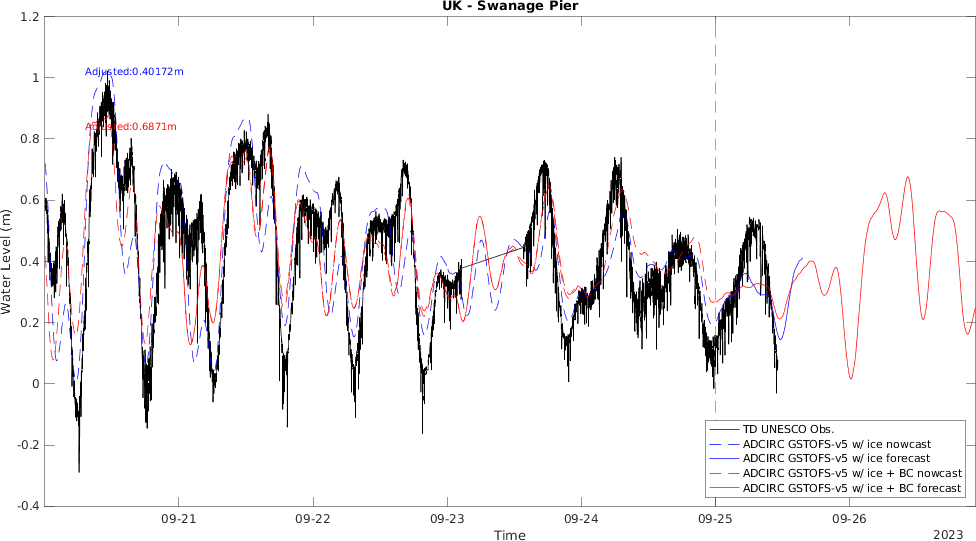 UK - Swanage Pier
1.2
1
0.8
0.6
0.4
0.2
0
-0.2
-0.4
Water Level (m)
Adjusted:0.40172m
Adjusted:0.6871m
TD UNESCO Obs.
ADCIRC GSTOFS-v5 w/ ice nowcast
ADCIRC GSTOFS-v5 w/ ice forecast
ADCIRC GSTOFS-v5 w/ ice + BC nowcast
ADCIRC GSTOFS-v5 w/ ice + BC forecast
09-21 09-22 09-23 09-24 09-25 09-26
Time
2023